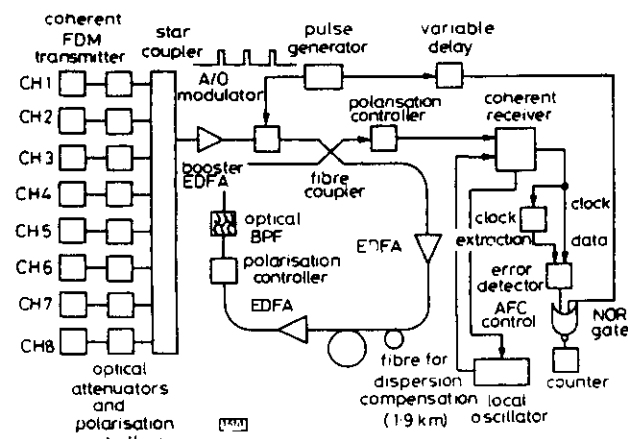 coherent
FDM
transmitter
star
coupler
pulse
generator
variable
delay
A/O
modulator
polarisation
controller
coherent
receiver
CH1
CH2
CH3
CH4
CH5
CH6
CH7
CH8
booster
EDFA
fibre
coupler
optical
BPF
EDFA
clock
extraction
clock
data
polarisation
controller
error
detector
EDFA
AFC
control
NOR
gate
optical
attenuators
and
polarisation
fibre for
dispersion
compensation
(1·9 km)
local
oscillator
counter